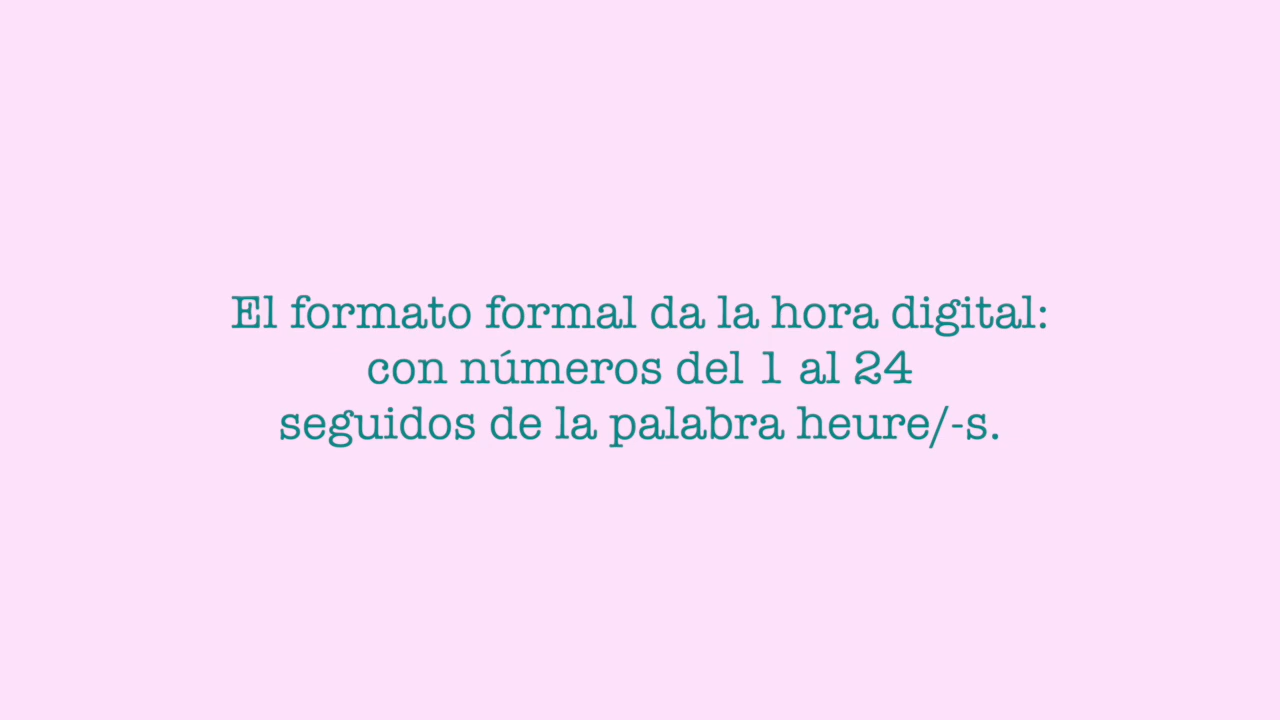 El formato formal da la hora digital:
con números del 1 al 24
seguidos de la palabra heure/-s.